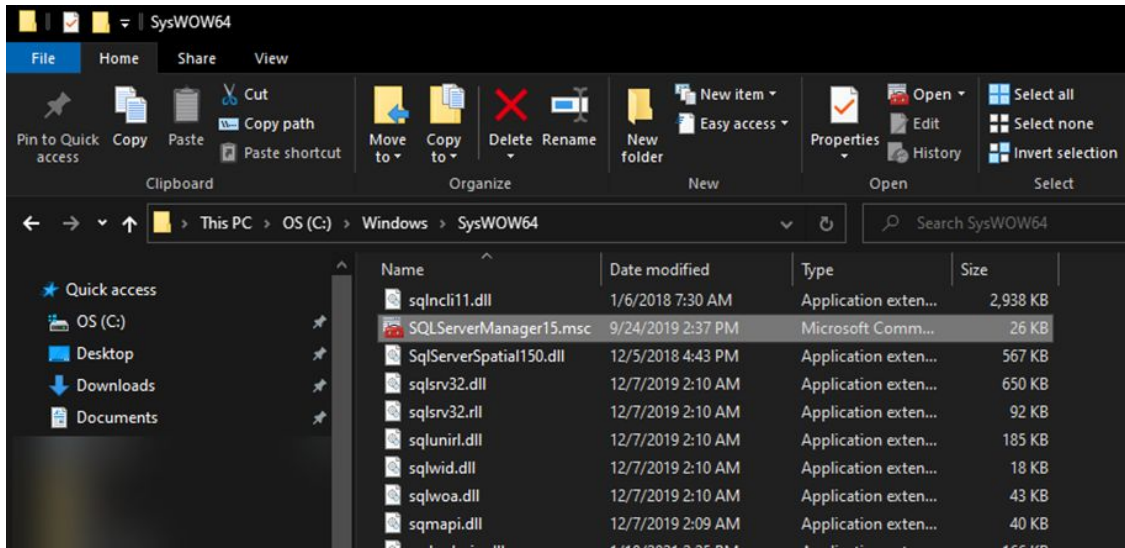 SysWOW64
File Home Share View
Pin to Quick access
Copy
Paste
Cut
Copy path
Paste shortcut
Clipboard
Move to
Copy to
Delete
Rename
Organize
New folder
New item
Easy access
New
Properties
Open
Edit
History
Open
Select all
Select none
Invert selection
Select
This PC > OS (C:) > Windows > SysWOW64
Search SysWOW64
Quick access
OS (C:)
Desktop
Downloads
Documents
Name Date modified Type Size
sqlncli11.dll 1/6/2018 7:30 AM Application exten... 2,938 KB
SQLServerManager15.msc 9/24/2019 2:37 PM Microsoft Comm... 26 KB
SqlServerSpatial150.dll 12/5/2018 4:43 PM Application exten... 567 KB
sqlsrv32.dll 12/7/2019 2:10 AM Application exten... 650 KB
sqlsrv32.rll 12/7/2019 2:10 AM Application exten... 92 KB
sqlunirl.dll 12/7/2019 2:10 AM Application exten... 185 KB
sqlwid.dll 12/7/2019 2:10 AM Application exten... 18 KB
sqlwoa.dll 12/7/2019 2:10 AM Application exten... 43 KB
sqmapi.dll 12/7/2019 2:09 AM Application exten... 40 KB